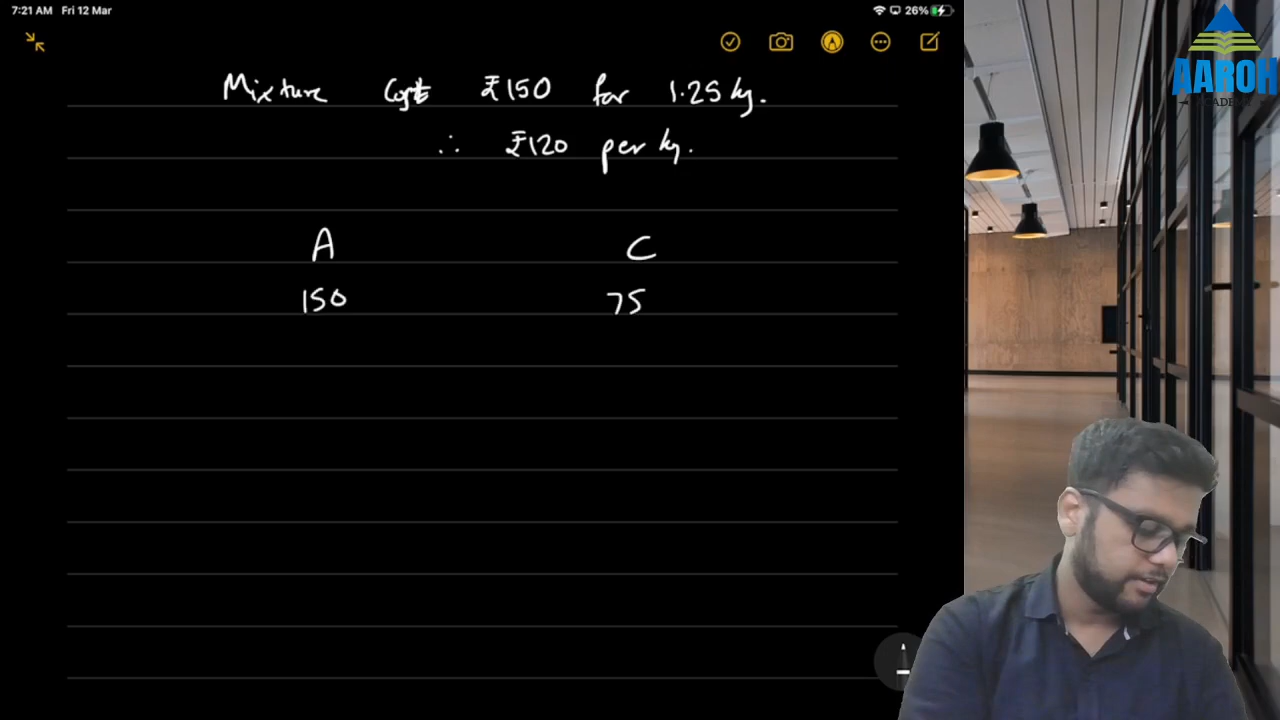 7:21 AM Fri 12 Mar
26%
Mixture Cost ₹150 for 1.25 kg.
∴ ₹120 per kg.
A C
150 75
AAROH
ACADEMY